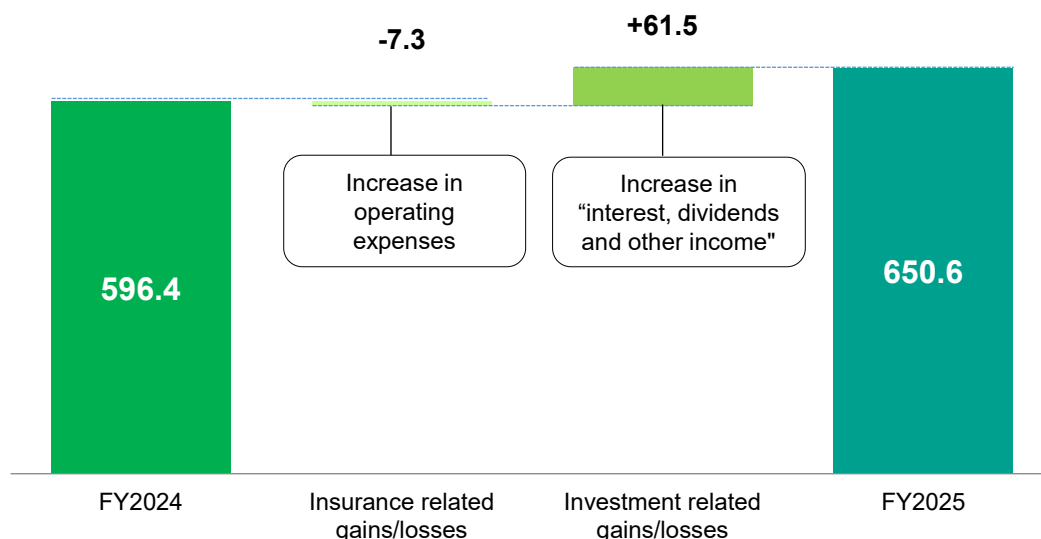 -7.3
+61.5
Increase in
operating
expenses
Increase in
“interest, dividends
and other income"
596.4
650.6
FY2024
Insurance related
gains/losses
Investment related
gains/losses
FY2025